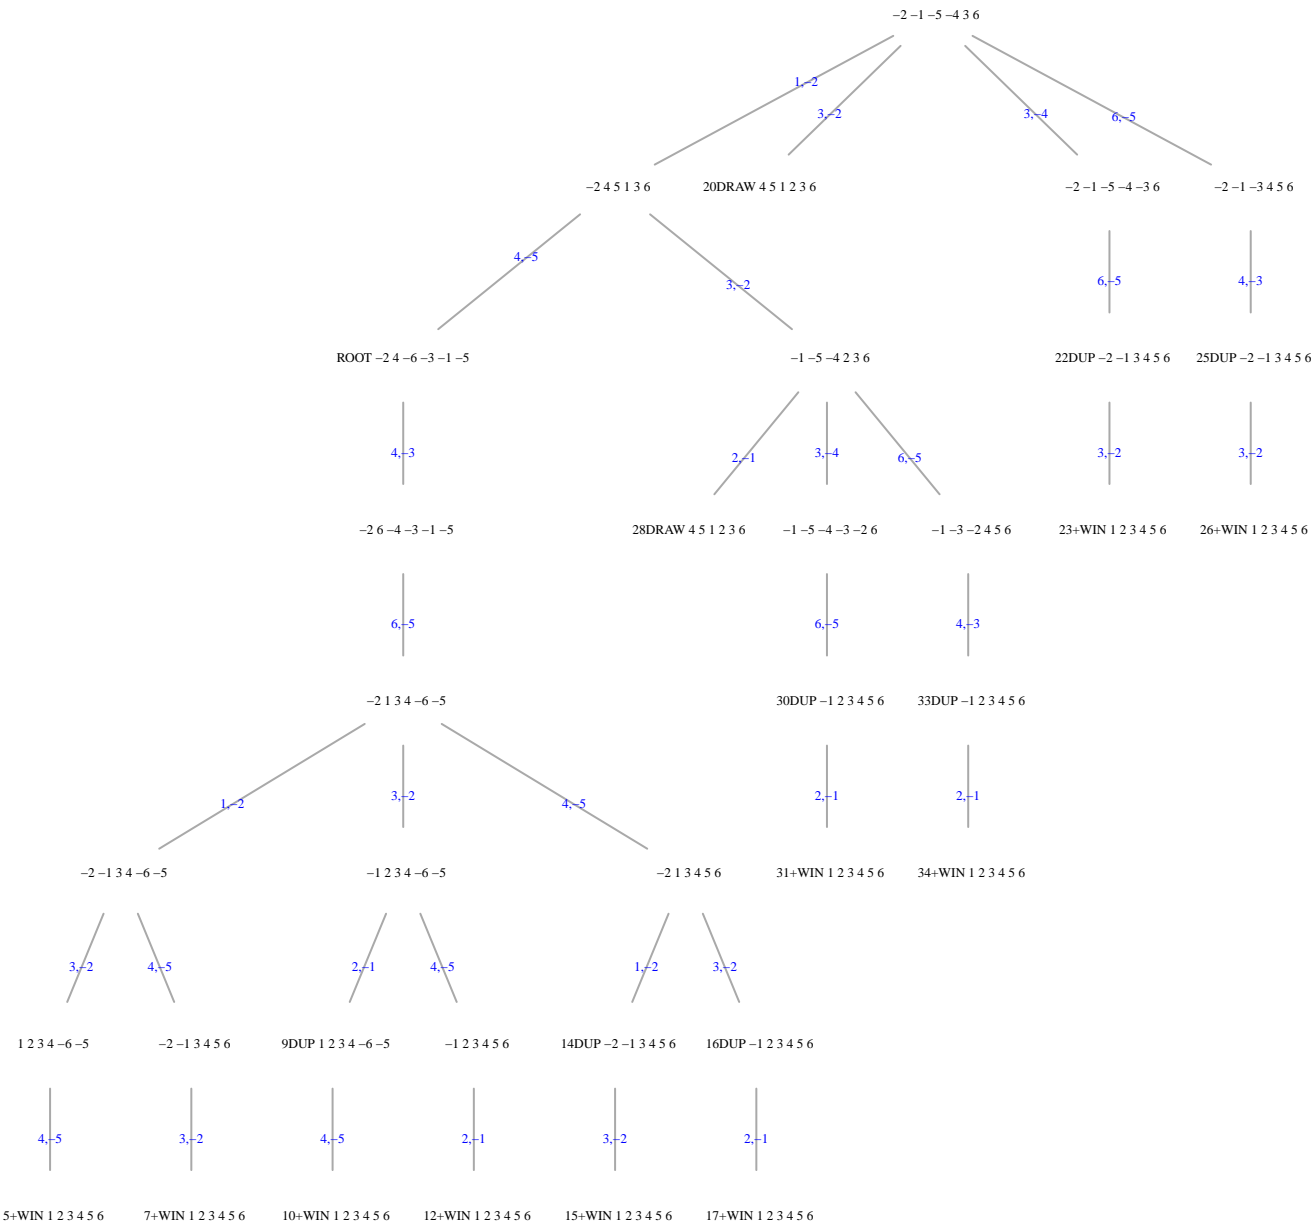 −2 −1 −5 −4 3 6
1,−2
3,−2
3,−4
6,−5
−2 4 5 1 3 6
20DRAW 4 5 1 2 3 6
−2 −1 −5 −4 −3 6
−2 −1 −3 4 5 6
4,−5
3,−2
6,−5
4,−3
ROOT −2 4 −6 −3 −1 −5
−1 −5 −4 2 3 6
22DUP −2 −1 3 4 5 6
25DUP −2 −1 3 4 5 6
4,−3
2,−1
3,−4
6,−5
3,−2
3,−2
−2 6 −4 −3 −1 −5
28DRAW 4 5 1 2 3 6
−1 −5 −4 −3 −2 6
−1 −3 −2 4 5 6
23+WIN 1 2 3 4 5 6
26+WIN 1 2 3 4 5 6
6,−5
6,−5
4,−3
−2 1 3 4 −6 −5
30DUP −1 2 3 4 5 6
33DUP −1 2 3 4 5 6
1,−2
3,−2
4,−5
2,−1
2,−1
−2 −1 3 4 −6 −5
−1 2 3 4 −6 −5
−2 1 3 4 5 6
31+WIN 1 2 3 4 5 6
34+WIN 1 2 3 4 5 6
3,−2
4,−5
2,−1
4,−5
1,−2
3,−2
1 2 3 4 −6 −5
−2 −1 3 4 5 6
9DUP 1 2 3 4 −6 −5
−1 2 3 4 5 6
14DUP −2 −1 3 4 5 6
16DUP −1 2 3 4 5 6
4,−5
3,−2
4,−5
2,−1
3,−2
2,−1
5+WIN 1 2 3 4 5 6
7+WIN 1 2 3 4 5 6
10+WIN 1 2 3 4 5 6
12+WIN 1 2 3 4 5 6
15+WIN 1 2 3 4 5 6
17+WIN 1 2 3 4 5 6